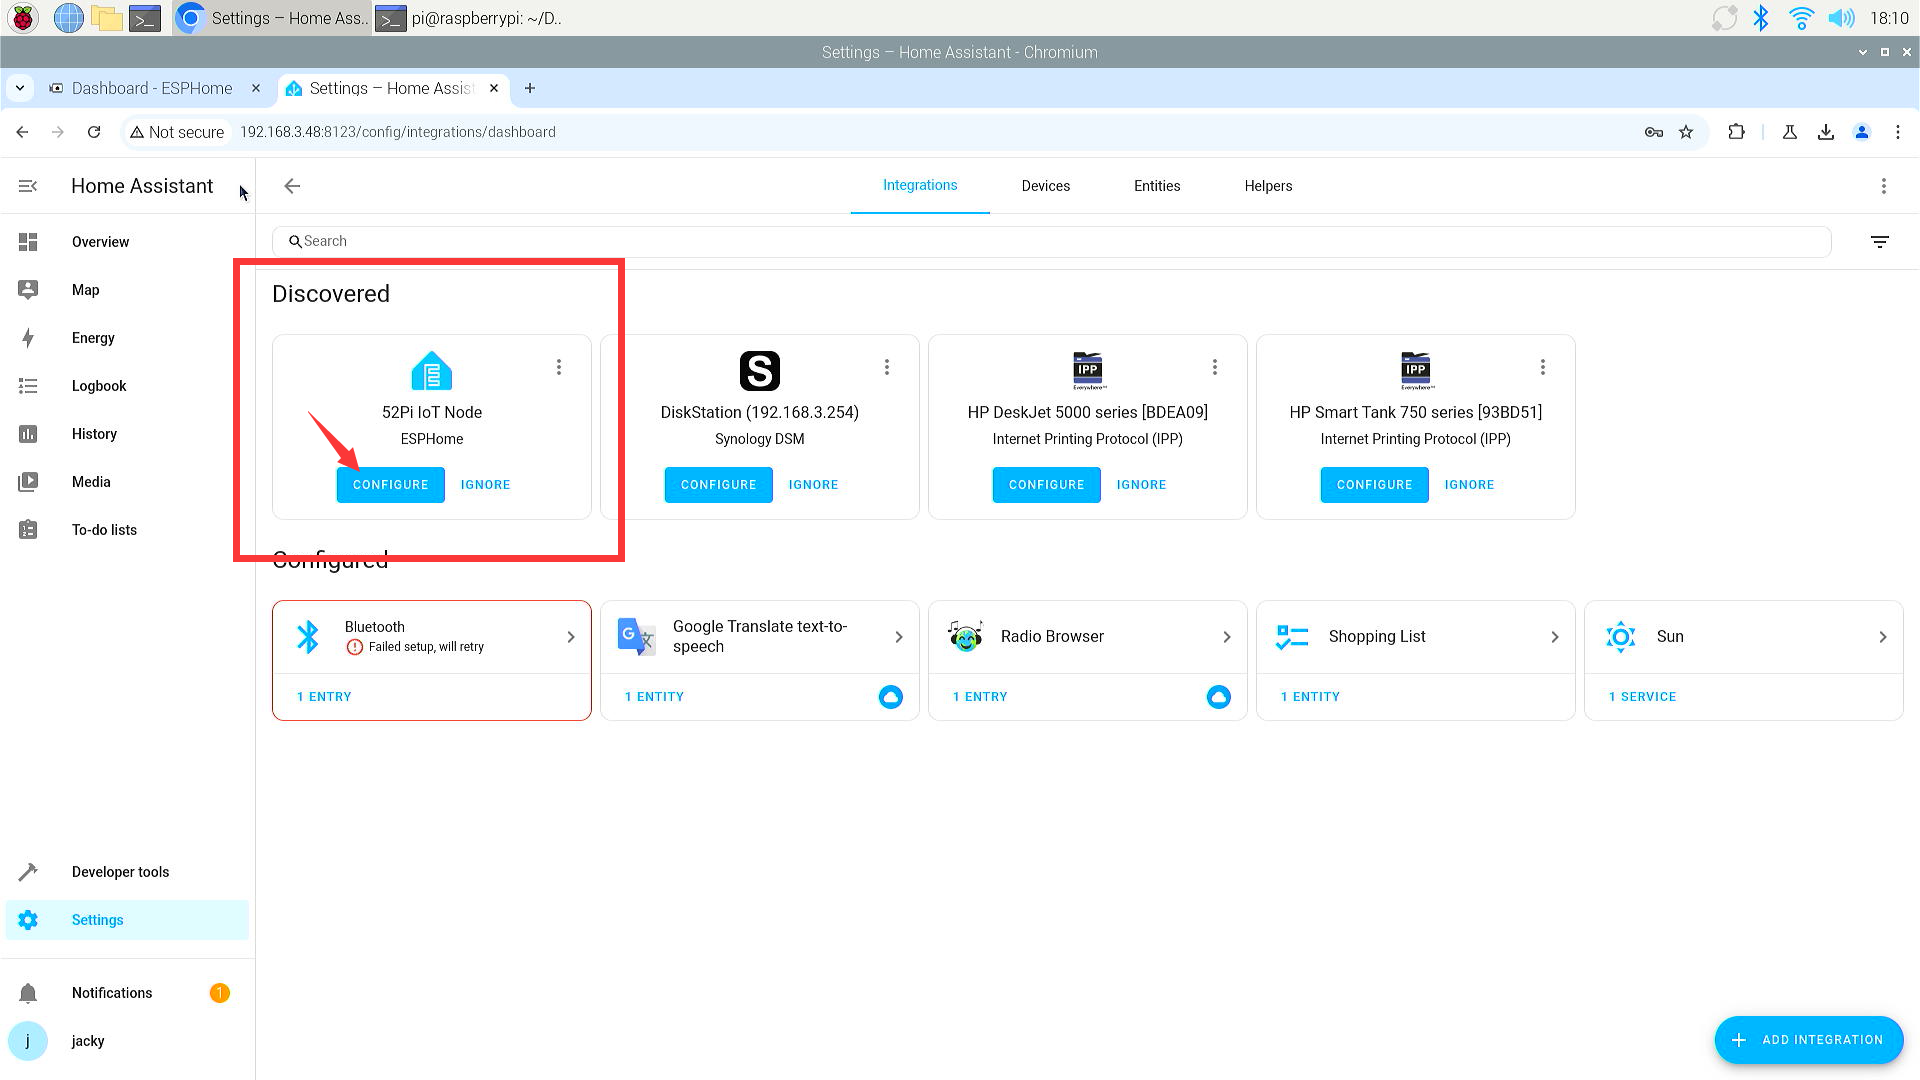 Settings – Home Ass..
pi@raspberrypi: ~/D..
18:10
Settings – Home Assistant - Chromium
Dashboard - ESPHome
Settings – Home Assist
Not secure
192.168.3.48:8123/config/integrations/dashboard
Home Assistant
Integrations
Devices
Entities
Helpers
Overview
Map
Energy
Logbook
History
Media
To-do lists
Developer tools
Settings
Notifications
1
j
jacky
Search
Discovered
52Pi IoT Node
ESPHome
CONFIGURE
IGNORE
S
DiskStation (192.168.3.254)
Synology DSM
CONFIGURE
IGNORE
IPP
Everywhere
HP DeskJet 5000 series [BDEA09]
Internet Printing Protocol (IPP)
CONFIGURE
IGNORE
IPP
Everywhere
HP Smart Tank 750 series [93BD51]
Internet Printing Protocol (IPP)
CONFIGURE
IGNORE
Configured
Bluetooth
Failed setup, will retry
1 ENTRY
G
文
Google Translate text-to-
speech
1 ENTITY
Radio Browser
1 ENTRY
Shopping List
1 ENTITY
Sun
1 SERVICE
ADD INTEGRATION